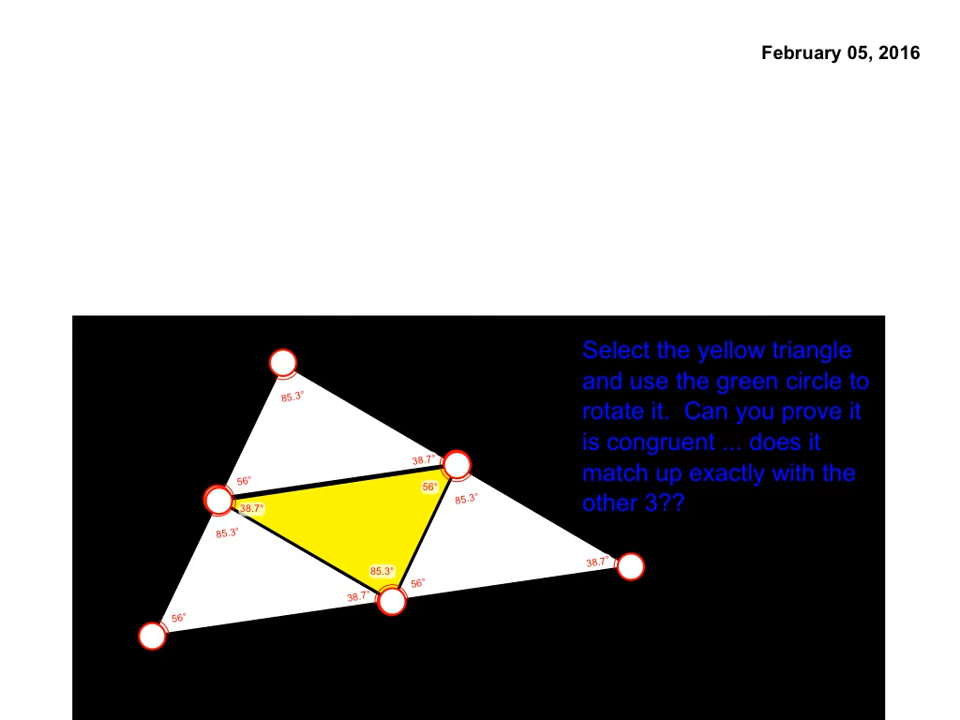 February 05, 2016
Select the yellow triangle
and use the green circle to
rotate it.  Can you prove it
is congruent ... does it
match up exactly with the
other 3??
85.3°
38.7°
56°
56°
85.3°
38.7°
85.3°
38.7°
85.3°
56°
38.7°
56°